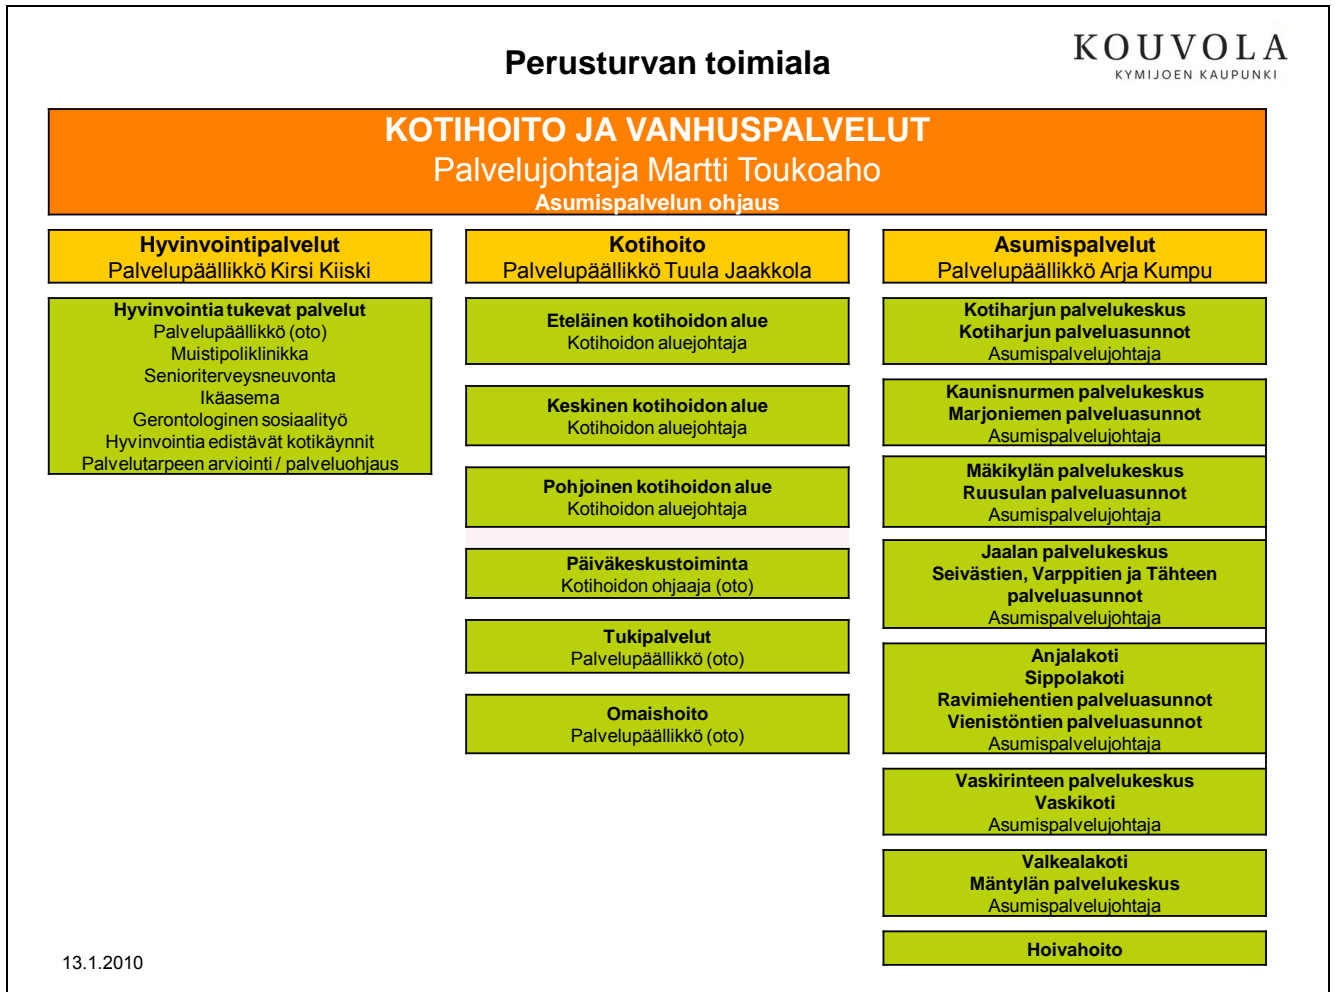 Perusturvan toimiala
KOUVOLA
KYMIJOEN KAUPUNKI
KOTIHOITO JA VANHUSPALVELUT
Palvelujohtaja Martti Toukoaho
Asumispalvelun ohjaus
Hyvinvointipalvelut
Palvelupäällikkö Kirsi Kiiski
Hyvinvointia tukevat palvelut
Palvelupäällikkö (oto)
Muistipoliklinikka
Senioriterveysneuvonta
Ikäasema
Gerontologinen sosiaalityö
Hyvinvointia edistävät kotikäynnit
Palvelutarpeen arviointi / palveluohjaus
Kotihoito
Palvelupäällikkö Tuula Jaakkola
Eteläinen kotihoidon alue
Kotihoidon aluejohtaja
Keskinen kotihoidon alue
Kotihoidon aluejohtaja
Pohjoinen kotihoidon alue
Kotihoidon aluejohtaja
Päiväkeskustoiminta
Kotihoidon ohjaaja (oto)
Tukipalvelut
Palvelupäällikkö (oto)
Omaishoito
Palvelupäällikkö (oto)
Asumispalvelut
Palvelupäällikkö Arja Kumpu
Kotiharjun palvelukeskus
Kotiharjun palveluasunnot
Asumispalvelujohtaja
Kaunisnurmen palvelukeskus
Marjoniemen palveluasunnot
Asumispalvelujohtaja
Mäkikylän palvelukeskus
Ruusulan palveluasunnot
Asumispalvelujohtaja
Jaalan palvelukeskus
Seivästien, Varppitien ja Tähteen
palveluasunnot
Asumispalvelujohtaja
Anjalakoti
Sippolakoti
Ravimiehentien palveluasunnot
Vienistöntien palveluasunnot
Asumispalvelujohtaja
Vaskirinteen palvelukeskus
Vaskikoti
Asumispalvelujohtaja
Valkealakoti
Mäntylän palvelukeskus
Asumispalvelujohtaja
Hoivahoito
13.1.2010